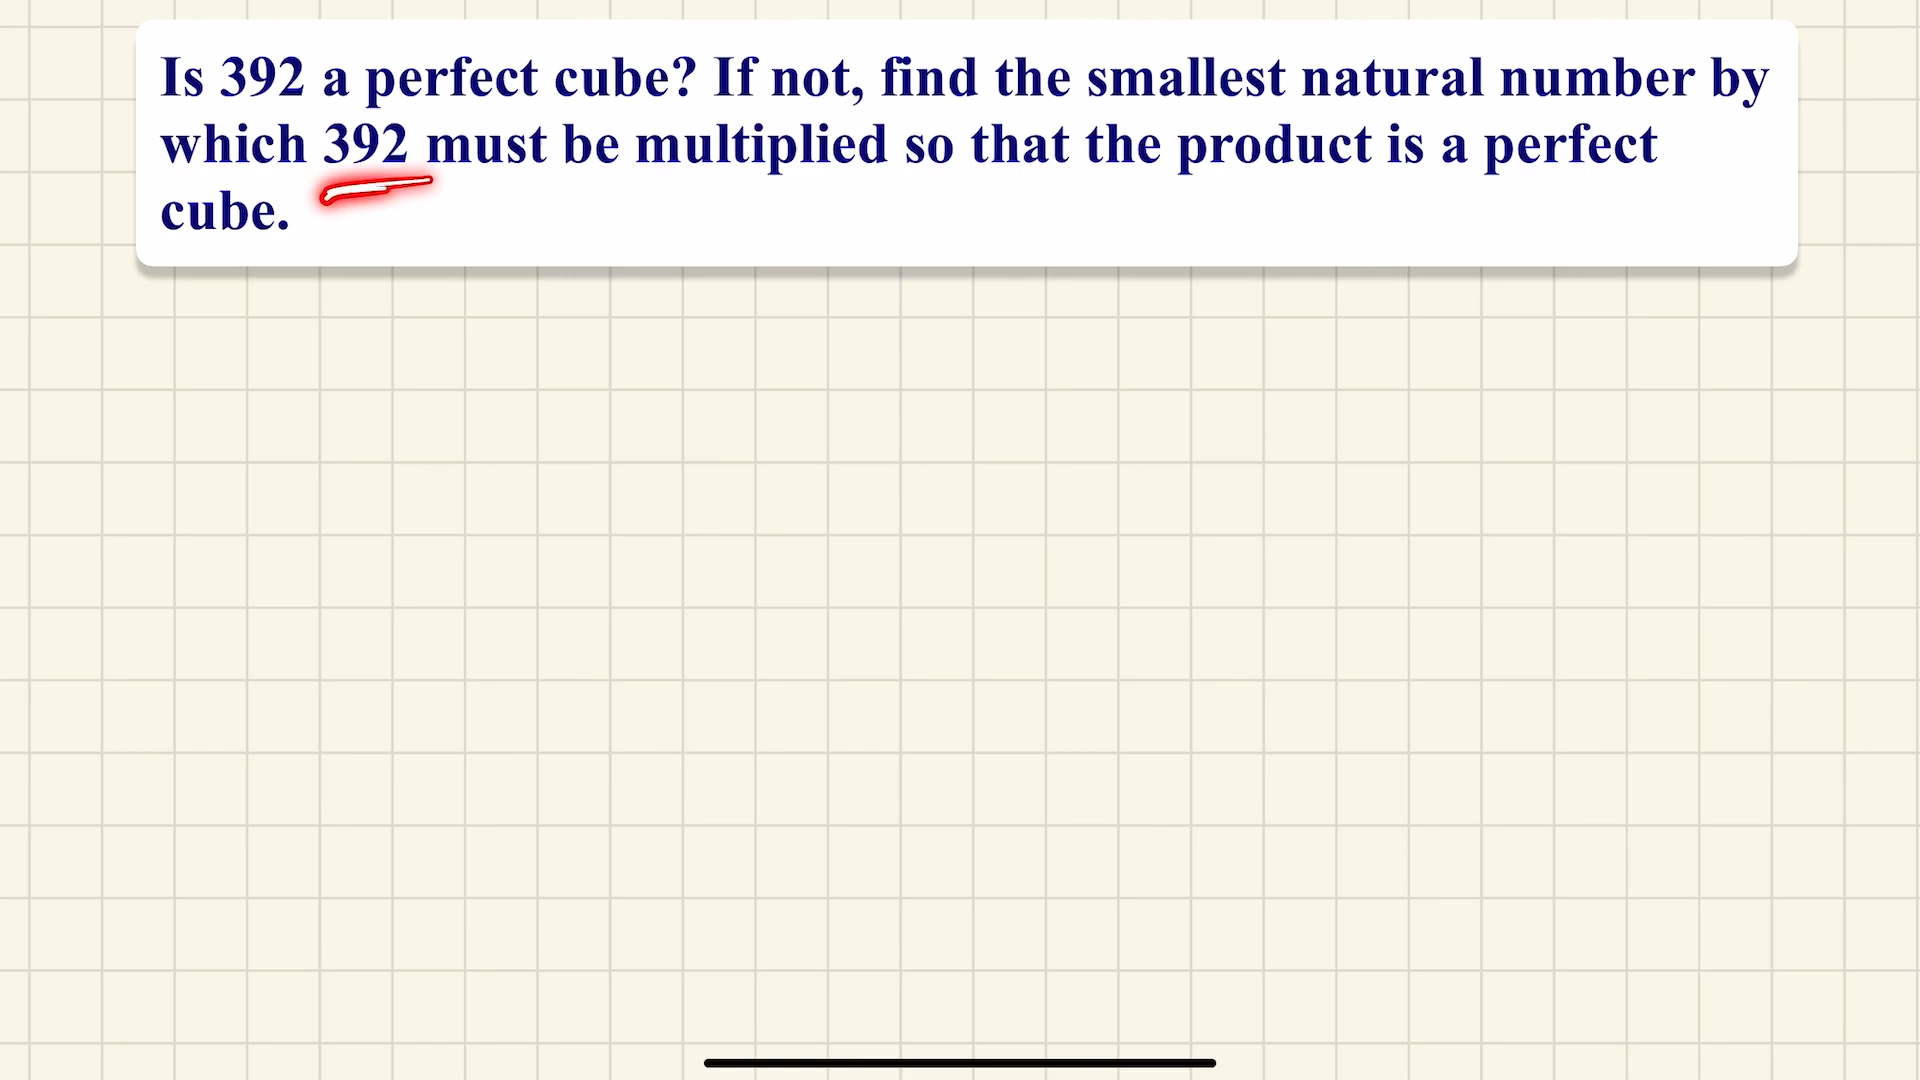 Is 392 a perfect cube? If not, find the smallest natural number by
which 392 must be multiplied so that the product is a perfect
cube.